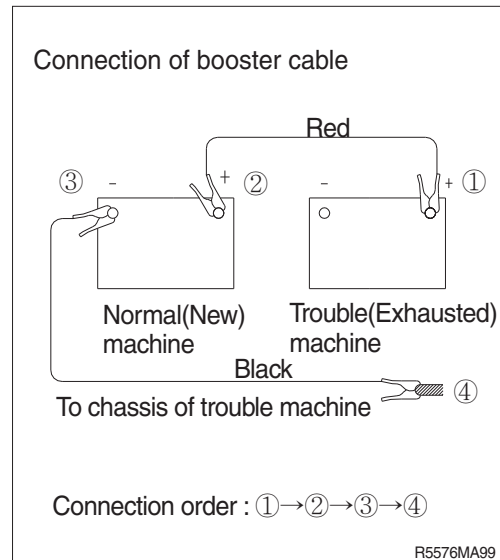 Connection of booster cable
Red
③ - + ② - + ①
Normal(New)
machine
Trouble(Exhausted)
machine
Black
④
To chassis of trouble machine
Connection order : ①→②→③→④
R5576MA99